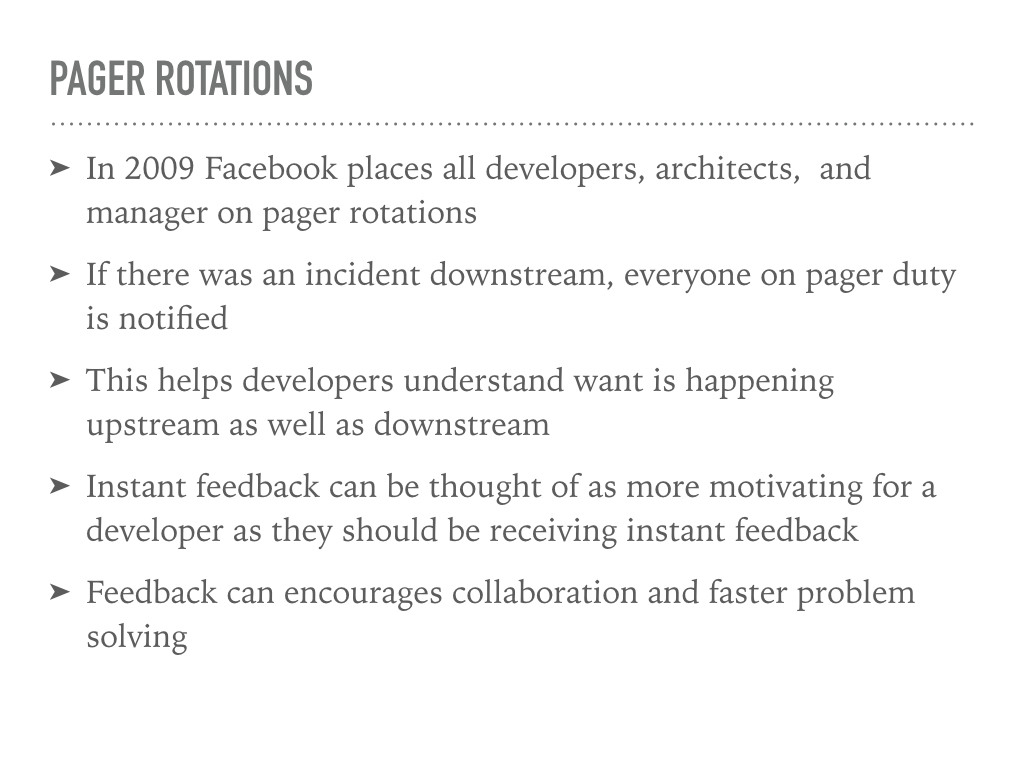 PAGER ROTATIONS
➤ In 2009 Facebook places all developers, architects,  and
manager on pager rotations
➤ If there was an incident downstream, everyone on pager duty
is notified
➤ This helps developers understand want is happening
upstream as well as downstream
➤ Instant feedback can be thought of as more motivating for a
developer as they should be receiving instant feedback
➤ Feedback can encourages collaboration and faster problem
solving